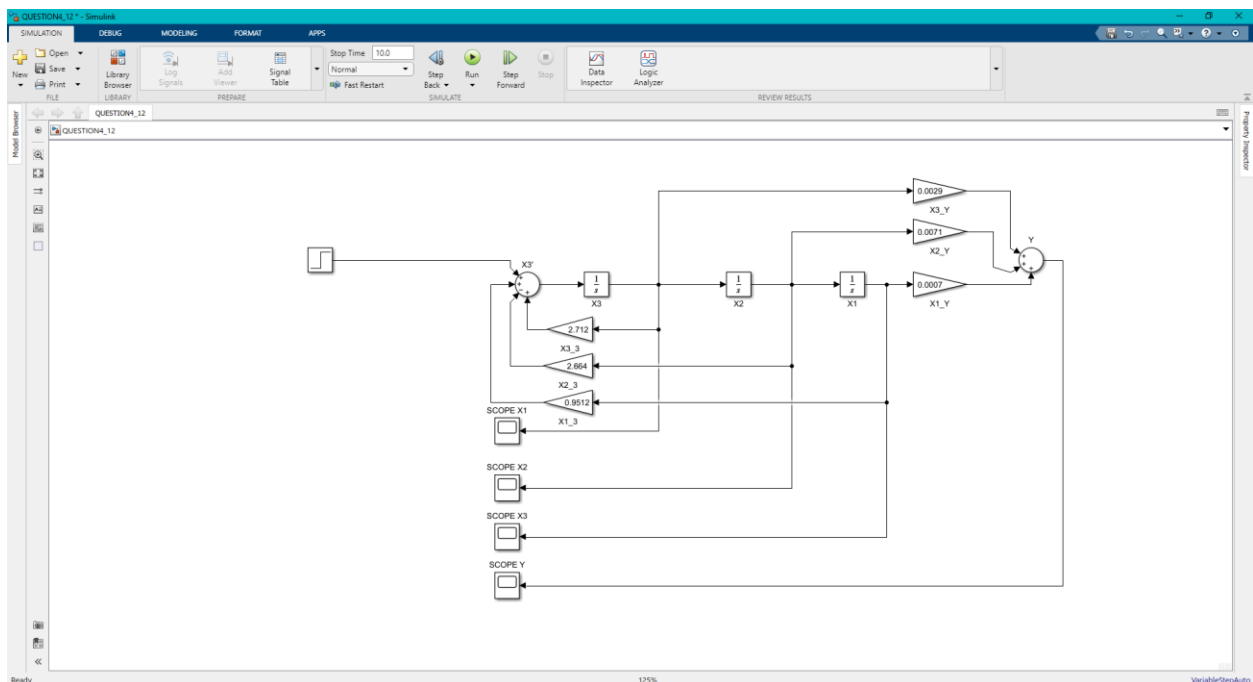 QUESTION4_12 * - Simulink
SIMULATION DEBUG MODELING FORMAT APPS
New
Open
Save
Print
FILE
Library Browser
LIBRARY
Log Signals
Add Viewer
Signal Table
PREPARE
Stop Time 10.0
Normal
Fast Restart
Step Back
Run
Step Forward
Stop
SIMULATE
Data Inspector
Logic Analyzer
REVIEW RESULTS
QUESTION4_12
QUESTION4_12
Model Browser
Property Inspector
0.0029
X3_Y
0.0071
X2_Y
Y
X3'
1
s
X3
1
s
X2
1
s
X1
0.0007
X1_Y
2.712
X3_3
2.664
X2_3
0.9512
X1_3
SCOPE X1
SCOPE X2
SCOPE X3
SCOPE Y
Ready
125%
VariableStepAuto